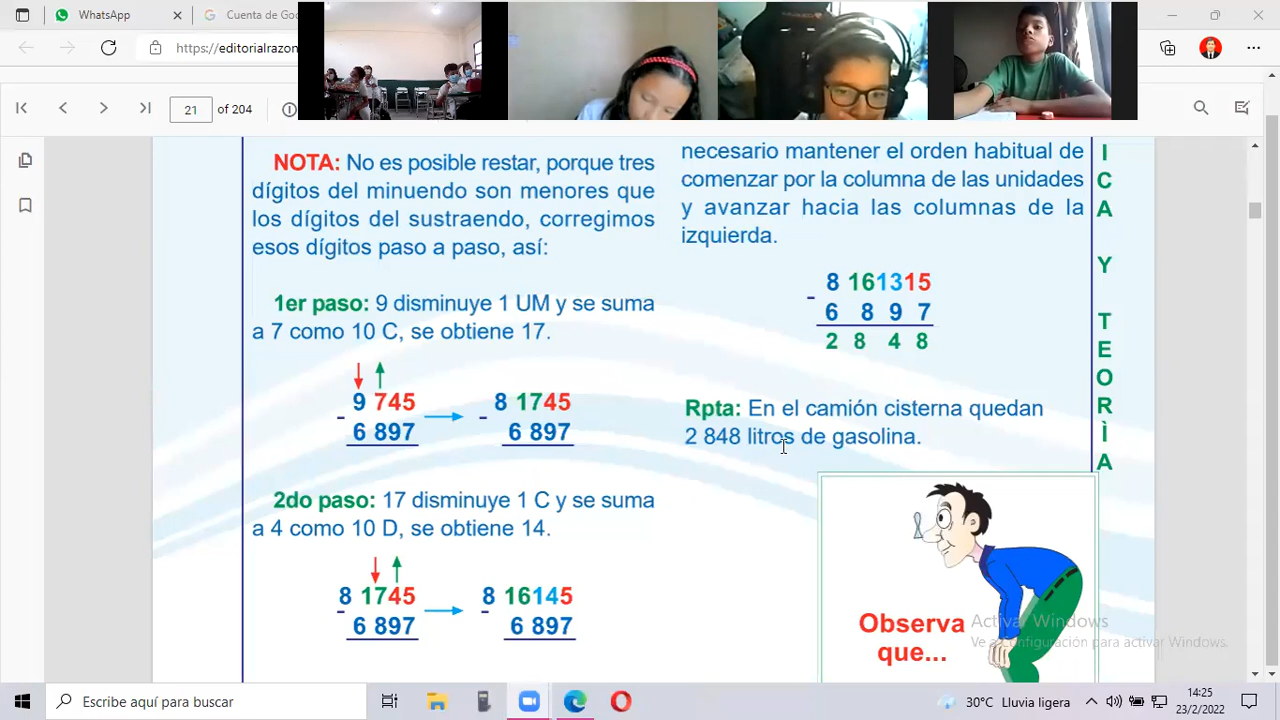 WhatsApp
Cuenta de G
https://editorialrazon
21 of 204
NOTA: No es posible restar, porque tres
dígitos del minuendo son menores que
los dígitos del sustraendo, corregimos
esos dígitos paso a paso, así:
1er paso: 9 disminuye 1 UM y se suma
a 7 como 10 C, se obtiene 17.
9 745
- 6 897
8 1745
- 6 897
2do paso: 17 disminuye 1 C y se suma
a 4 como 10 D, se obtiene 14.
8 1745
- 6 897
8 16145
- 6 897
necesario mantener el orden habitual de
comenzar por la columna de las unidades
y avanzar hacia las columnas de la
izquierda.
8 161315
- 6 8 9 7
2 8 4 8
Rpta: En el camión cisterna quedan
2 848 litros de gasolina.
Observa
que...
I
C
A
Y
T
E
O
R
Ì
A
Activar Windows
Ve a Configuración para activar Windows.
Escribe aquí para buscar
30°C Lluvia ligera
14:25
23/2/2022